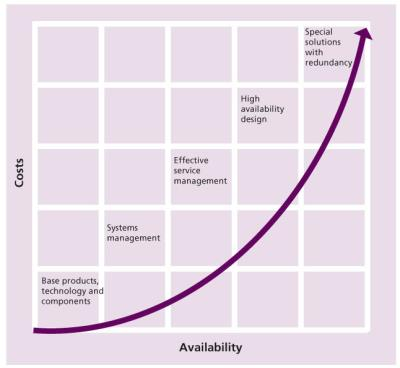 Special
solutions
with
redundancy
High
availability
design
Effective
service
management
Systems
management
Base products,
technology and
components
Costs
Availability